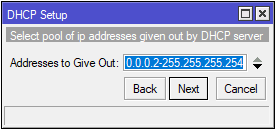 DHCP Setup
Select pool of ip addresses given out by DHCP server
Addresses to Give Out: 0.0.0.2-255.255.255.254
Back Next Cancel